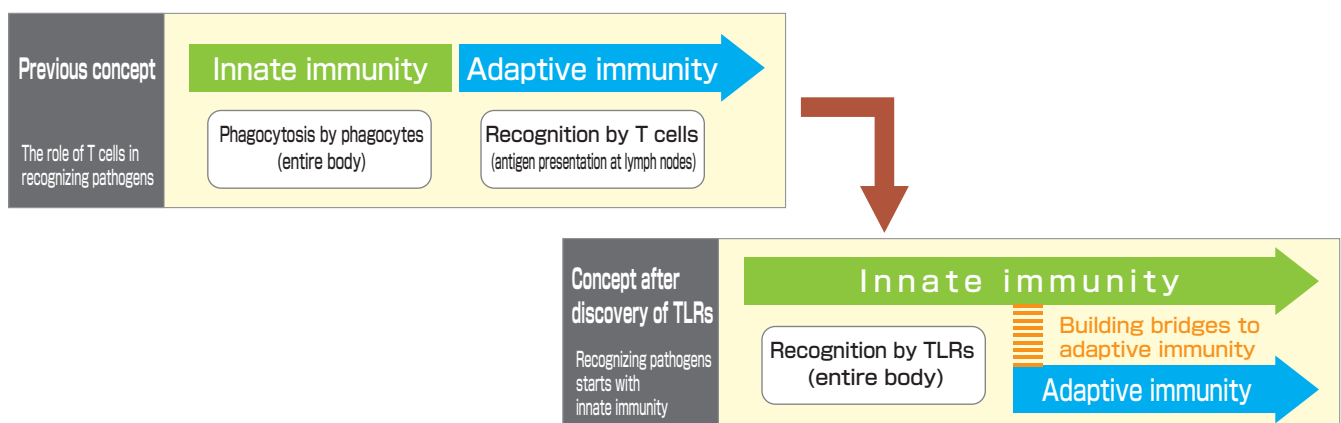 Previous concept
The role of T cells in
recognizing pathogens
Innate immunity
Adaptive immunity
Phagocytosis by phagocytes
(entire body)
Recognition by T cells
(antigen presentation at lymph nodes)
Concept after
discovery of TLRs
Recognizing pathogens
starts with
innate immunity
Innate immunity
Recognition by TLRs
(entire body)
Building bridges to
adaptive immunity
Adaptive immunity